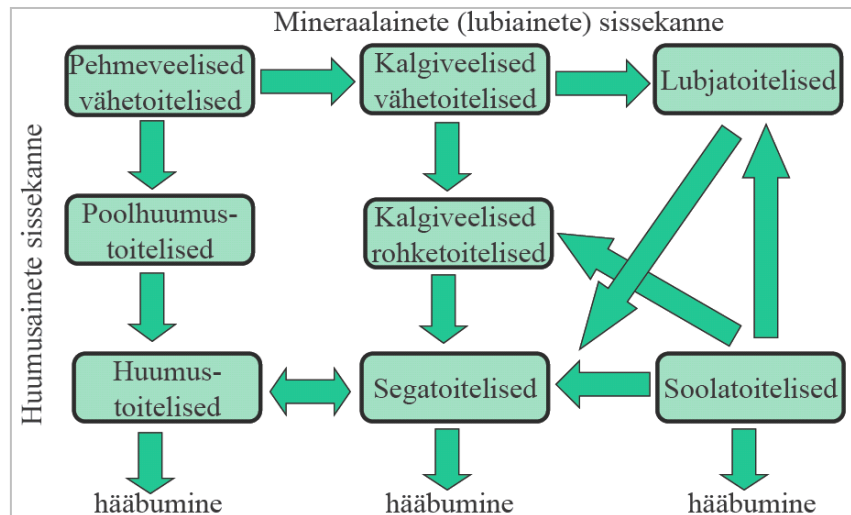 Mineraalainete (lubiainete) sissekanne
Huumusainete sissekanne
Pehmeveelised
vähetoitelised
Kalgiveelised
vähetoitelised
Lubjatoitelised
Poolhuumus-
toitelised
Kalgiveelised
rohketoitelised
Huumus-
toitelised
Segatoitelised
Soolatoitelised
hääbumine
hääbumine
hääbumine